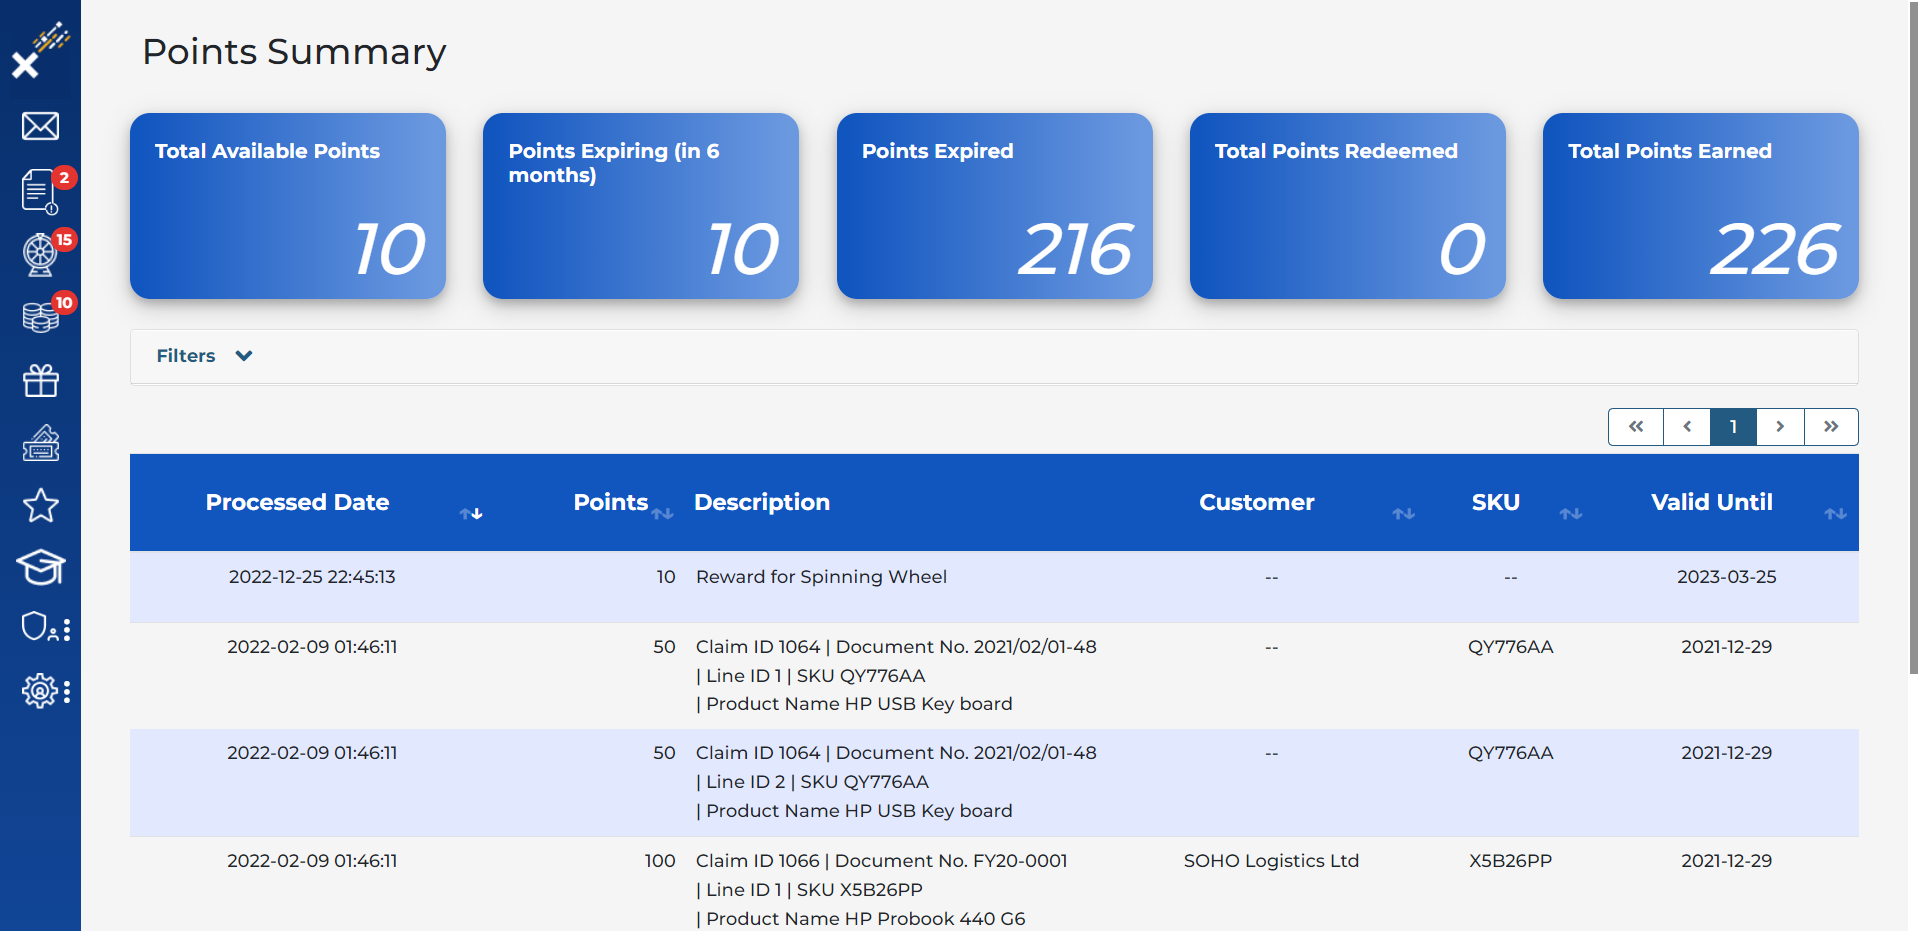 Points Summary
Total Available Points
10
Points Expiring (in 6
months)
10
Points Expired
216
Total Points Redeemed
0
Total Points Earned
226
2
15
10
Filters
« ‹ 1 › »
Processed Date Points Description Customer SKU Valid Until
2022-12-25 22:45:13 10 Reward for Spinning Wheel -- -- 2023-03-25
2022-02-09 01:46:11 50 Claim ID 1064 | Document No. 2021/02/01-48 -- QY776AA 2021-12-29
| Line ID 1 | SKU QY776AA
| Product Name HP USB Key board
2022-02-09 01:46:11 50 Claim ID 1064 | Document No. 2021/02/01-48 -- QY776AA 2021-12-29
| Line ID 2 | SKU QY776AA
| Product Name HP USB Key board
2022-02-09 01:46:11 100 Claim ID 1066 | Document No. FY20-0001 SOHO Logistics Ltd X5B26PP 2021-12-29
| Line ID 1 | SKU X5B26PP
| Product Name HP Probook 440 G6